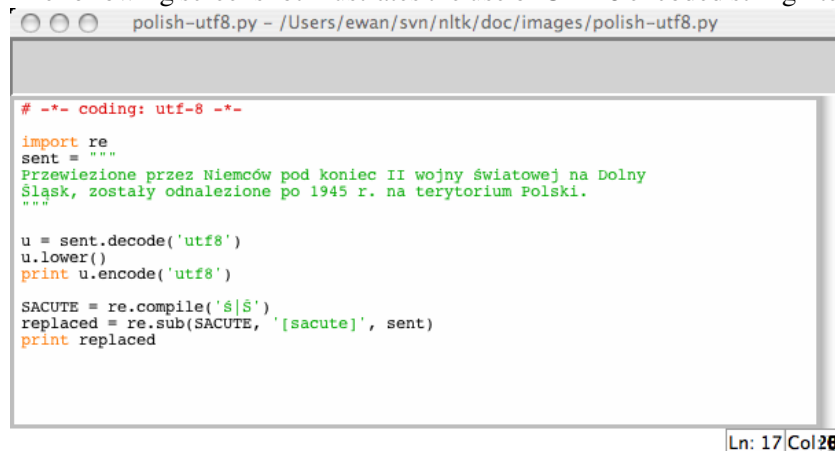 polish-utf8.py – /Users/ewan/svn/nltk/doc/images/polish-utf8.py
# -*- coding: utf-8 -*-
import re
sent = """
Przewiezione przez Niemców pod koniec II wojny światowej na Dolny
Śląsk, zostały odnalezione po 1945 r. na terytorium Polski.
"""
u = sent.decode('utf8')
u.lower()
print u.encode('utf8')
SACUTE = re.compile('ś|Ś')
replaced = re.sub(SACUTE, '[sacute]', sent)
print replaced
Ln: 17 Col: